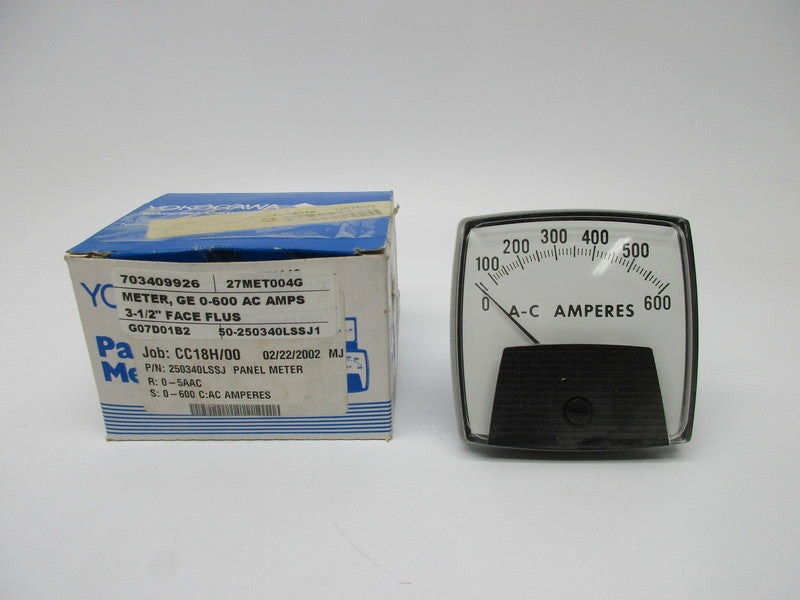 YOKOGAWA
703409926 27MET004G
METER, GE 0-600 AC AMPS
3-1/2" FACE FLUS
G07D01B2 50-250340LSSJ1
Job: CC18H/00 02/22/2002 MJ
P/N: 250340LSSJ PANEL METER
R: 0-5AAC
S: 0-600 C:AC AMPERES
YO
Pa
Me
0 100 200 300 400 500 600
A-C AMPERES